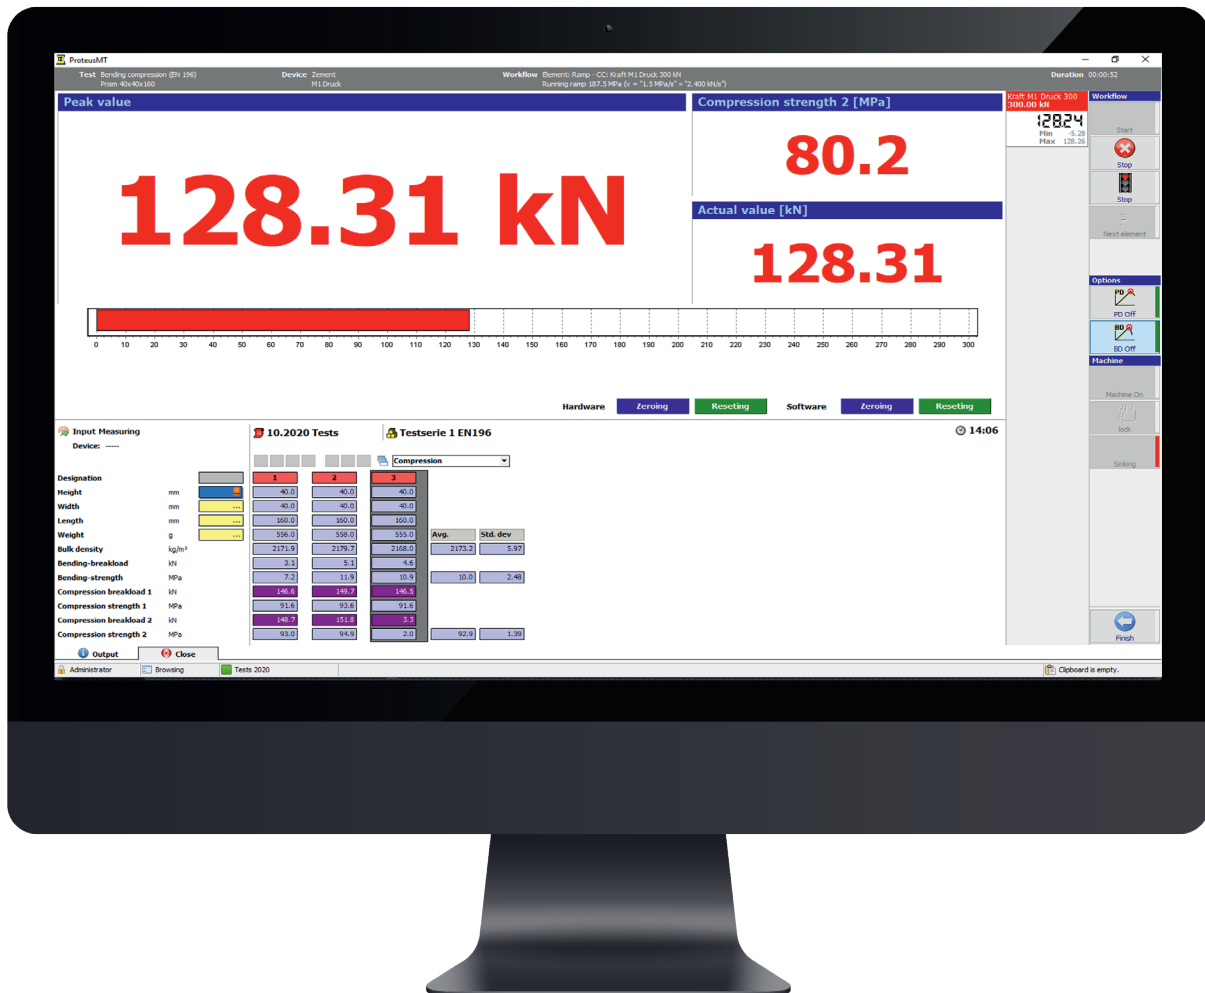 ProteusMT
Test Bending compression (EN 196) Device Zement Workflow Element: Ramp - CC: Kraft M1 Druck 300 kN Duration 00:00:52
Prism 40x40x160 M1 Druck Running ramp 187.5 MPa (v = "1.5 MPa/s" = "2.400 kN/s")
Peak value
128.31 kN
Compression strength 2 [MPa]
80.2
Actual value [kN]
128.31
Kraft M1 Druck 300
300.00 kN
128.24
Min -5.28
Max 128.26
Workflow
Start
Stop
Stop
Next element
Options
PD
PD Off
BD
BD Off
Machine
Machine On
lock
Sinking
Finish
0 10 20 30 40 50 60 70 80 90 100 110 120 130 140 150 160 170 180 190 200 210 220 230 240 250 260 270 280 290 300
Hardware Zeroing Reseting Software Zeroing Reseting
Input Measuring 10.2020 Tests Testserie 1 EN196 14:06
Device: -----
Compression
Designation 1 2 3
Height mm 40.0 40.0 40.0
Width mm ... 40.0 40.0 40.0
Length mm ... 160.0 160.0 160.0
Weight g ... 556.0 558.0 555.0 Avg. Std. dev
Bulk density kg/m³ 2171.9 2179.7 2168.0 2173.2 5.97
Bending-breakload kN 3.1 5.1 4.6
Bending-strength MPa 7.2 11.9 10.9 10.0 2.48
Compression breakload 1 kN 146.6 149.7 146.5
Compression strength 1 MPa 91.6 93.6 91.6
Compression breakload 2 kN 148.7 151.8 3.3
Compression strength 2 MPa 93.0 94.9 2.0 92.9 1.39
Output Close
Administrator Browsing Tests 2020 Clipboard is empty.